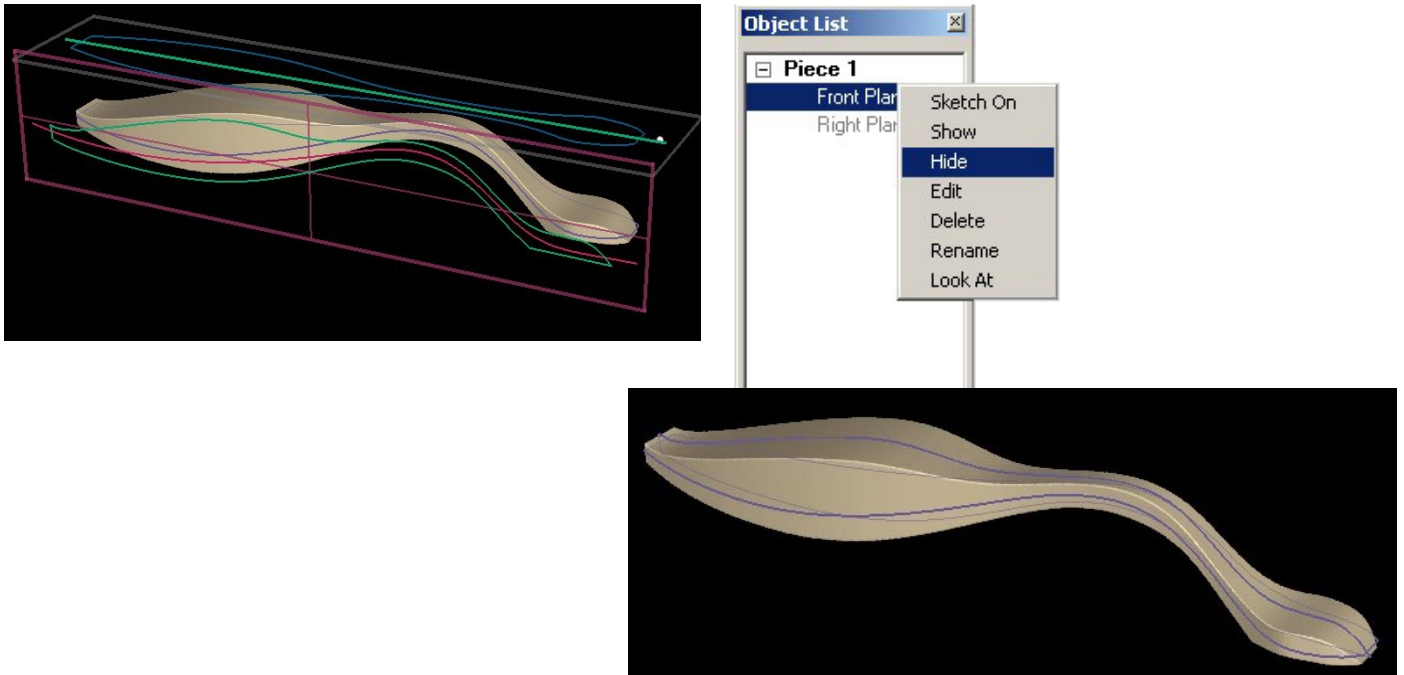 Object List
Piece 1
Front Plan
Right Plan
Sketch On
Show
Hide
Edit
Delete
Rename
Look At